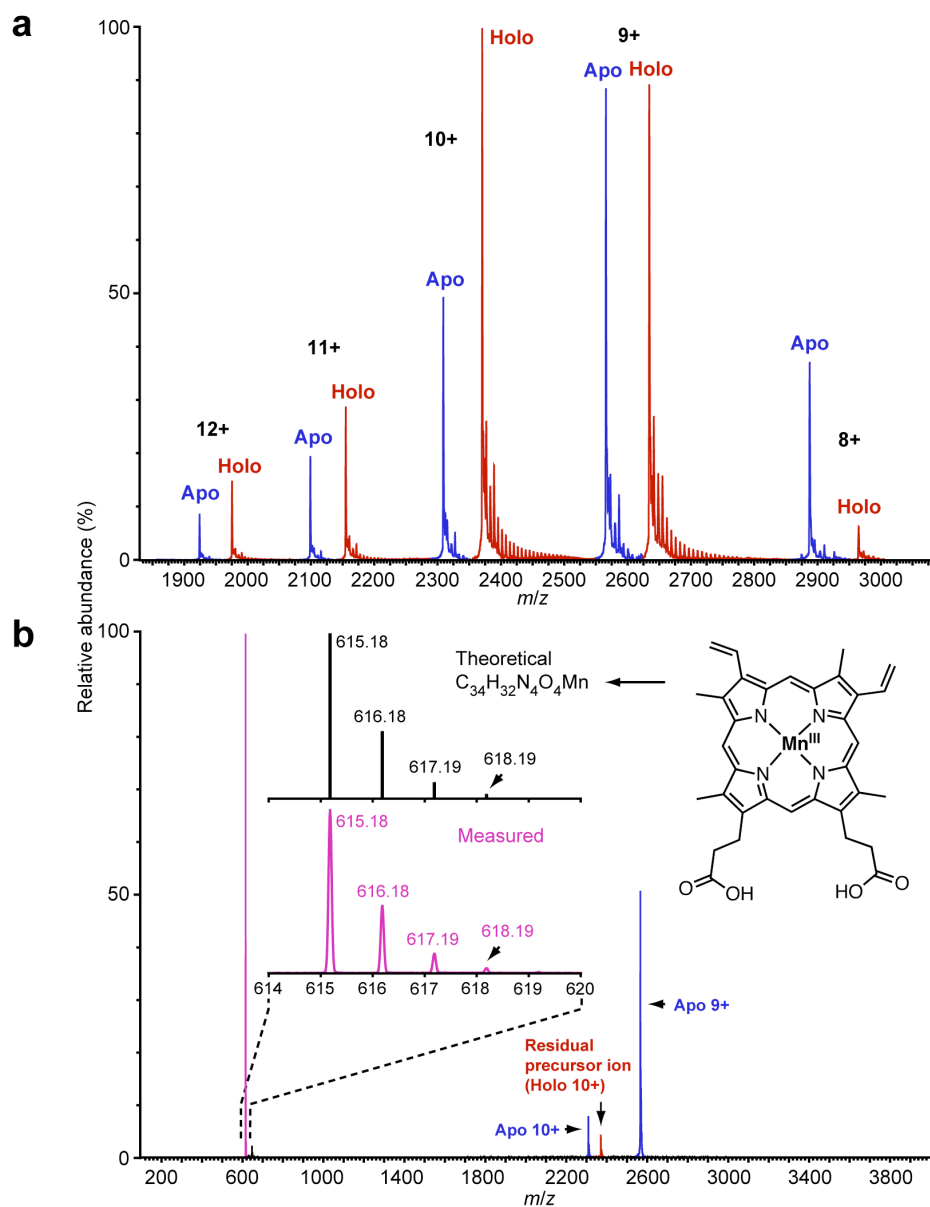 a
100
Holo
9+
Apo Holo
10+
Apo
50
11+
Holo
Apo
12+
Apo
Holo
Apo
8+
Holo
0
1900 2000 2100 2200 2300 2400 2500 2600 2700 2800 2900 3000
m/z
Relative abundance (%)
b
100
615.18
616.18
617.19
618.19
Theoretical
C34H32N4O4Mn
N N
MnIII
N N
O OH
HO O
Measured
615.18
616.18
617.19
618.19
614 615 616 617 618 619 620
50
Apo 9+
Residual
precursor ion
(Holo 10+)
Apo 10+
0
200 600 1000 1400 1800 2200 2600 3000 3400 3800
m/z